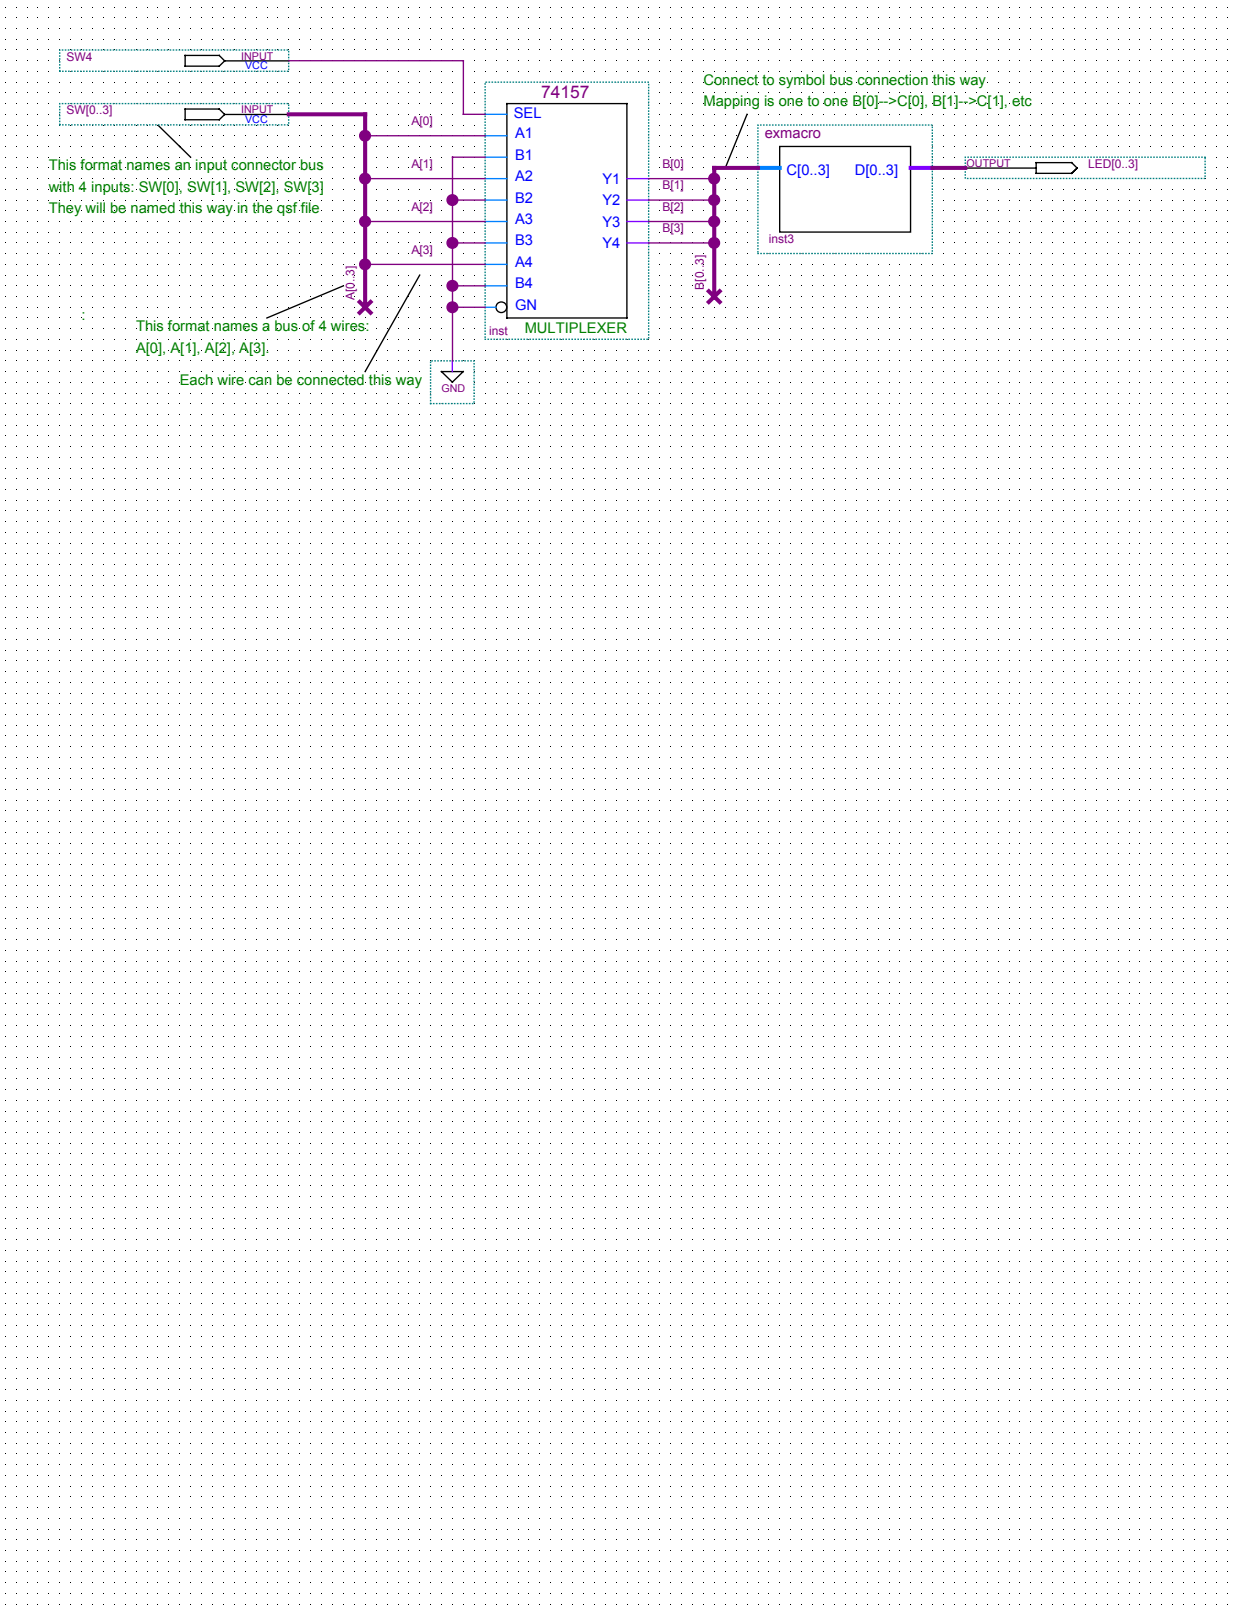 SW4
INPUT
VCC
SW[0..3]
INPUT
VCC
This format names an input connector bus
with 4 inputs: SW[0], SW[1], SW[2], SW[3]
They will be named this way in the qsf file
A[0]
A[1]
A[2]
A[3]
A[0..3]
This format names a bus of 4 wires:
A[0], A[1], A[2], A[3].
Each wire can be connected this way
:
GND
74157
SEL
A1
B1
A2
B2
A3
B3
A4
B4
GN
Y1
Y2
Y3
Y4
inst
MULTIPLEXER
B[0]
B[1]
B[2]
B[3]
B[0..3]
Connect to symbol bus connection this way
Mapping is one to one B[0]-->C[0], B[1]-->C[1], etc
exmacro
C[0..3]
D[0..3]
inst3
OUTPUT
LED[0..3]